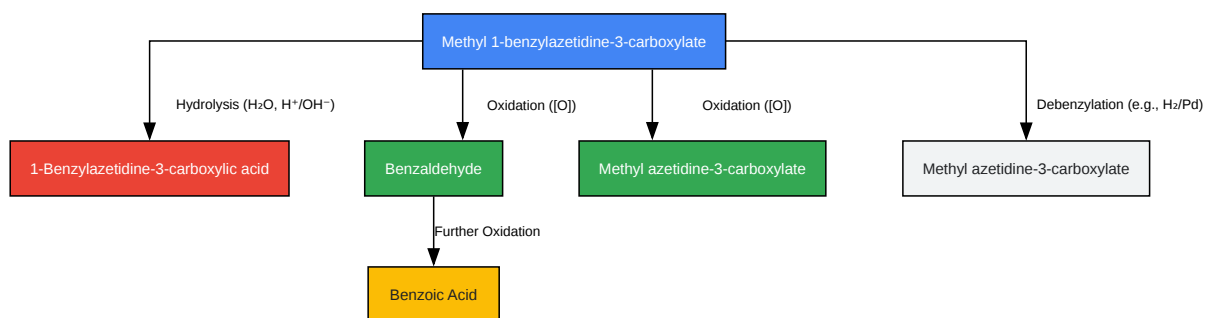 Methyl 1-benzylazetidine-3-carboxylate
Hydrolysis (H₂O, H⁺/OH⁻)
Oxidation ([O])
Oxidation ([O])
Debenzylation (e.g., H₂/Pd)
1-Benzylazetidine-3-carboxylic acid
Benzaldehyde
Methyl azetidine-3-carboxylate
Methyl azetidine-3-carboxylate
Further Oxidation
Benzoic Acid